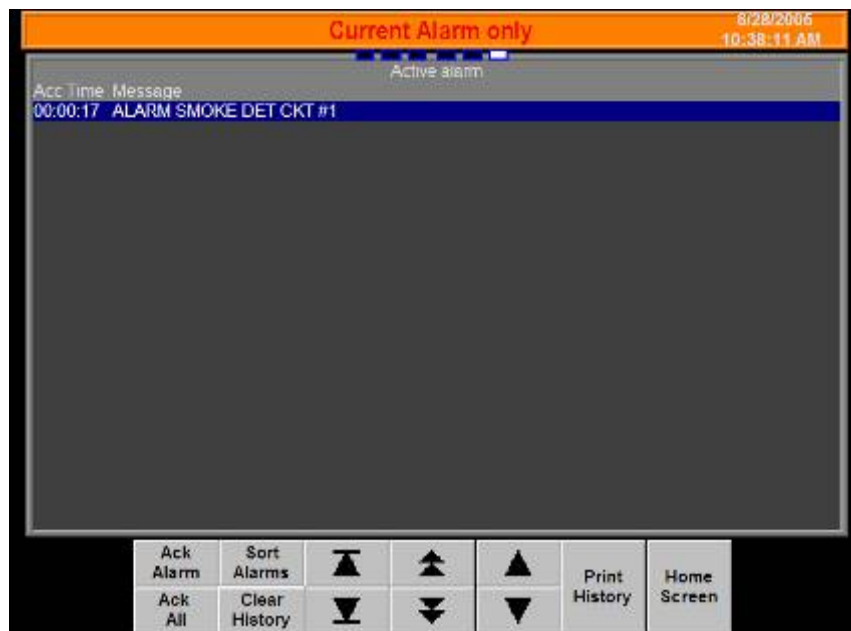 Current Alarm only
8/28/2005
10:38:11 AM
Active alarm
Acc Time Message
00:00:17 ALARM SMOKE DET CKT #1
Ack Alarm
Sort Alarms
Print History
Home Screen
Ack All
Clear History